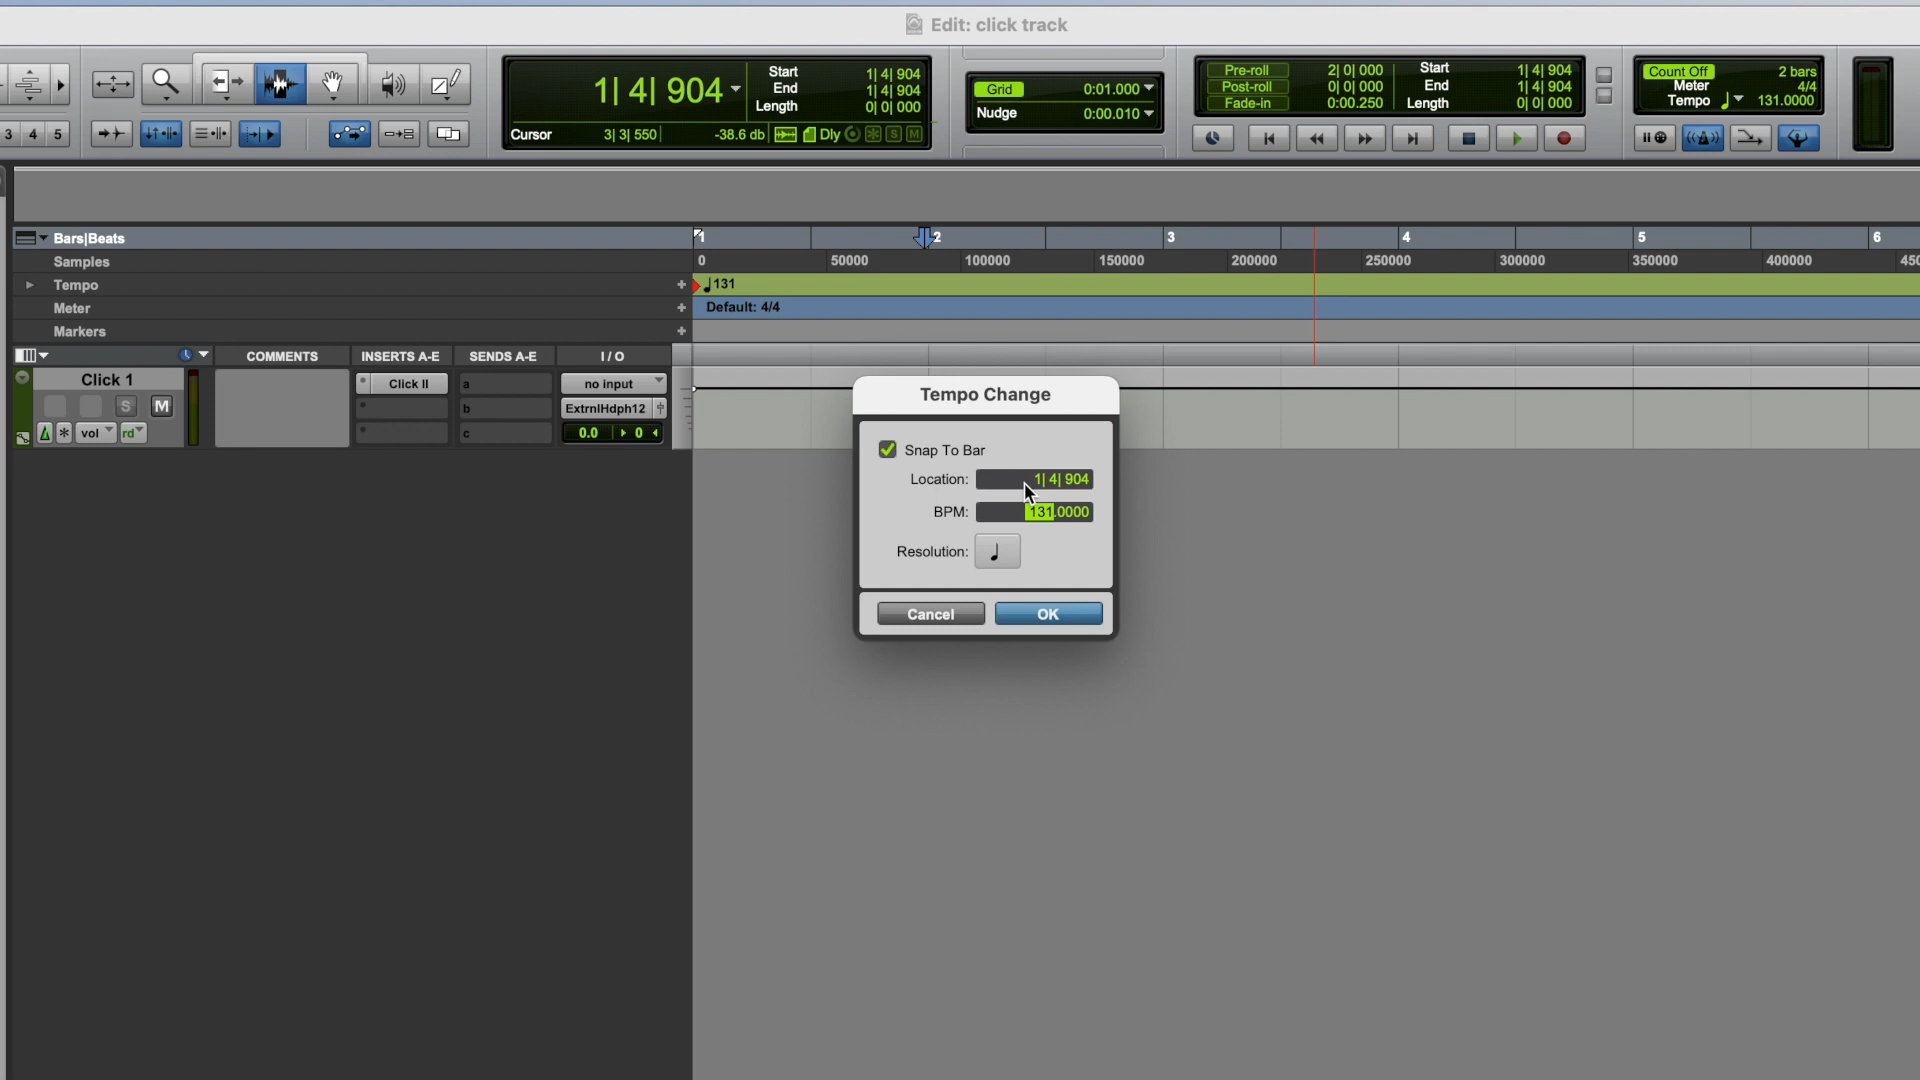 Edit: click track
3 4 5
1| 4| 904
Start 1| 4| 904
End 1| 4| 904
Length 0| 0| 000
Cursor 3| 3| 550 -38.6 db Dly S M
Grid 0:01.000
Nudge 0:00.010
Pre-roll 2| 0| 000
Post-roll 0| 0| 000
Fade-in 0:00.250
Start 1| 4| 904
End 1| 4| 904
Length 0| 0| 000
Count Off 2 bars
Meter 4/4
Tempo 131.0000
Bars|Beats 1 2 3 4 5 6
Samples 0 50000 100000 150000 200000 250000 300000 350000 400000
Tempo + 131
Meter + Default: 4/4
Markers +
COMMENTS INSERTS A-E SENDS A-E I / O
Click 1
S M
vol rd
Click II
a
b
c
no input
ExtrnlHdph12
0.0 0
Tempo Change
Snap To Bar
Location: 1| 4| 904
BPM: 131.0000
Resolution:
Cancel OK